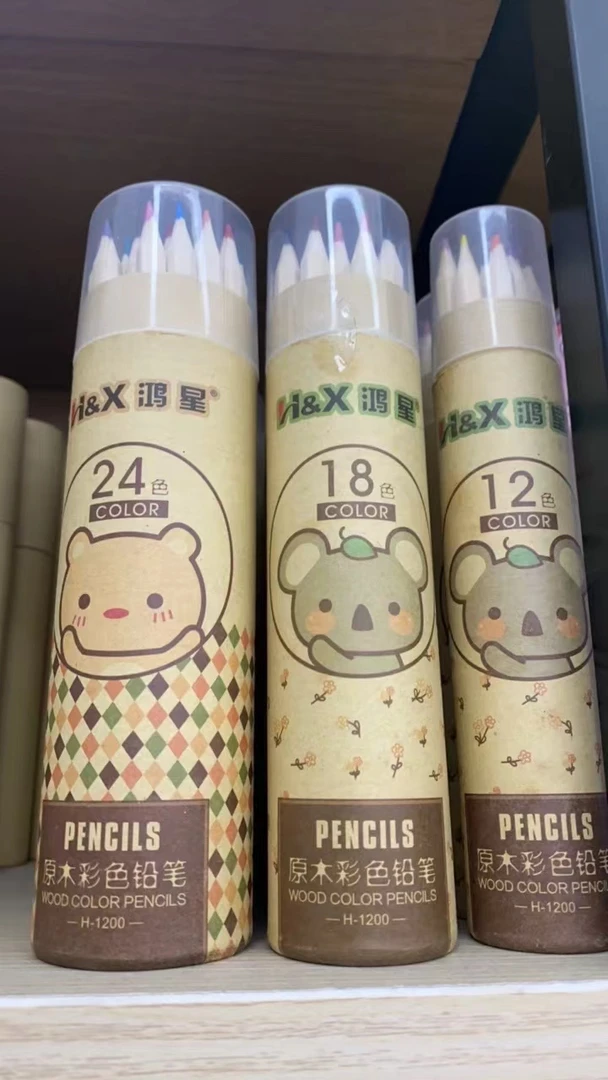 H&X 鸿星®
24色
COLOR
PENCILS
原木彩色铅笔
WOOD COLOR PENCILS
—H-1200—
H&X 鸿星
18色
COLOR
PENCILS
原木彩色铅笔
WOOD COLOR PENCILS
—H-1200—
H&X 鸿星
12色
COLOR
PENCILS
原木彩色铅笔
WOOD COLOR PENCILS
—H-1200—